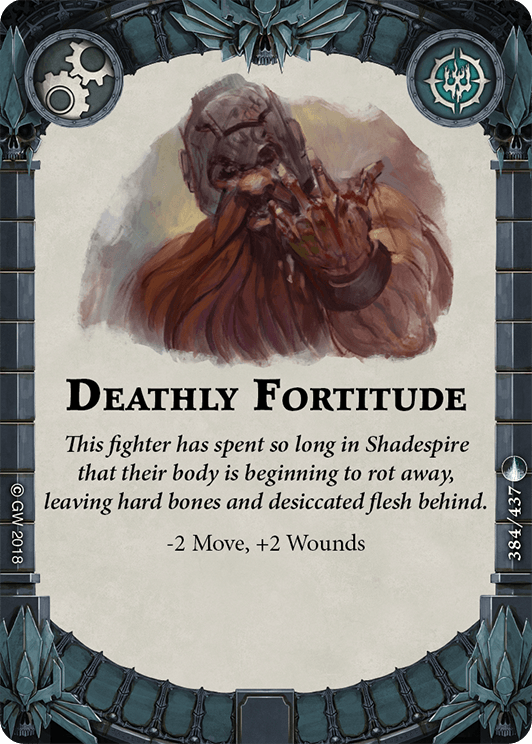 DEATHLY FORTITUDE
This fighter has spent so long in Shadespire
that their body is beginning to rot away,
leaving hard bones and desiccated flesh behind.
-2 Move, +2 Wounds
© GW 2018
384/437